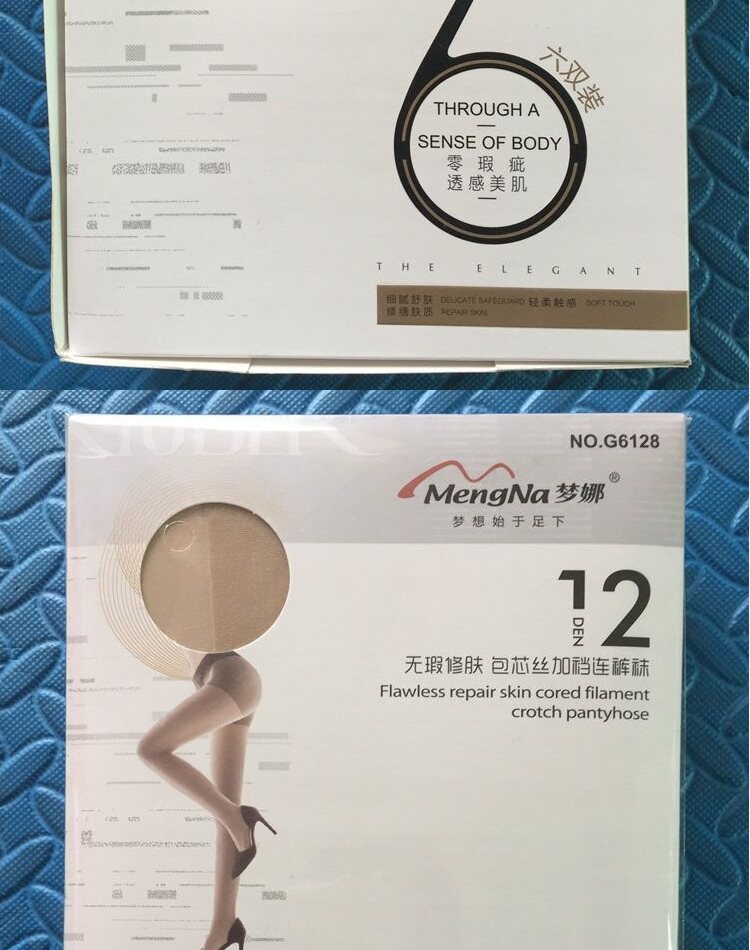 6
六双装
THROUGH A
SENSE OF BODY
零瑕疵
透感美肌
THE ELEGANT
细腻舒肤 DELICATE SAFEGUARD 轻柔触感 SOFT TOUCH
修缮肤质 REPAIR SKIN
NO.G6128
MengNa 梦娜®
梦想始于足下
12
DEN
无瑕修肤 包芯丝加裆连裤袜
Flawless repair skin cored filament
crotch pantyhose